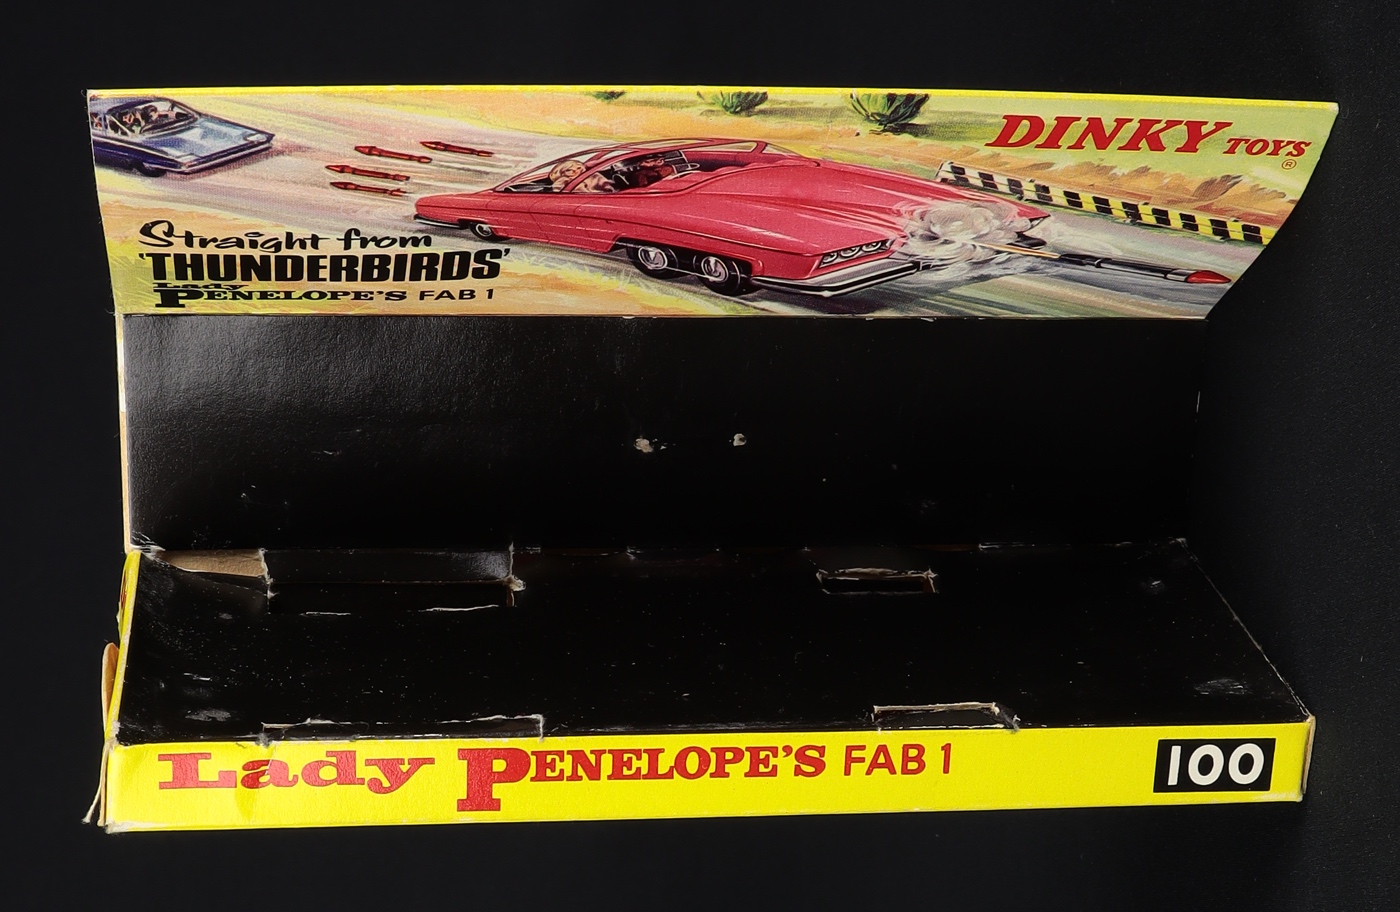 DINKY TOYS
®
Straight from
'THUNDERBIRDS'
Lady
PENELOPE'S FAB 1
Lady PENELOPE'S FAB 1
100